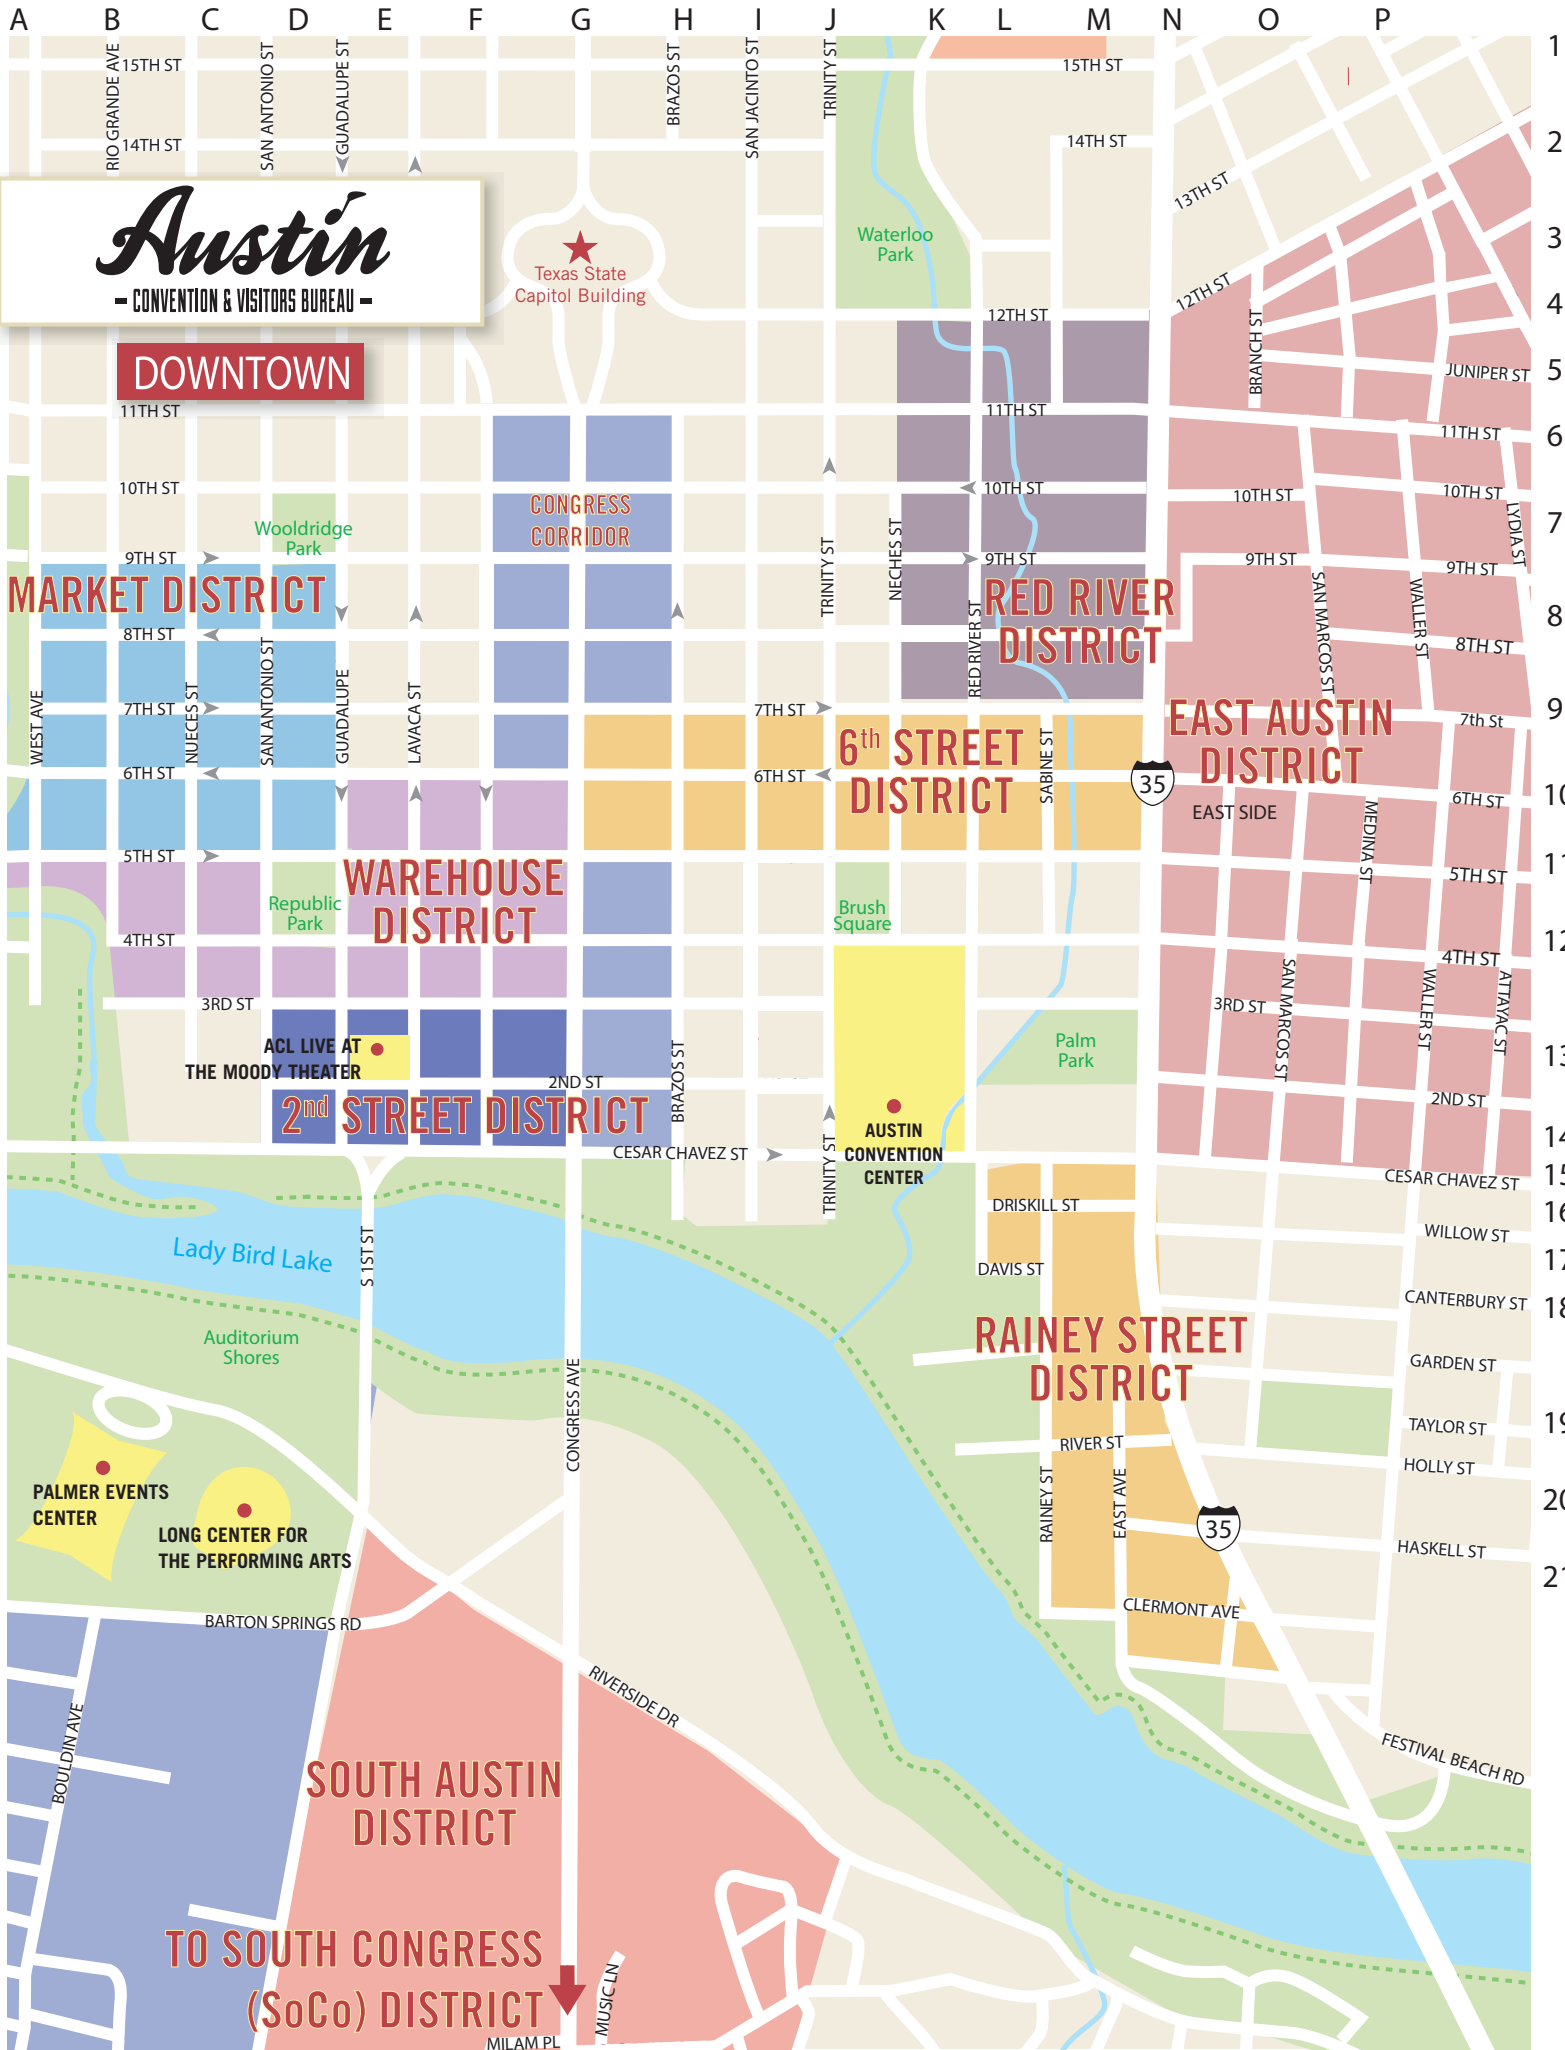 A B C D E F G H I J K L M N O P
1
2
3
4
5
6
7
8
9
10
11
12
13
14
15
16
17
18
19
20
21
RIO GRANDE AVE
SAN ANTONIO ST
GUADALUPE ST
BRAZOS ST
SAN JACINTO ST
TRINITY ST
15TH ST
15TH ST
14TH ST
14TH ST
13TH ST
Austin
- CONVENTION & VISITORS BUREAU -
DOWNTOWN
Texas State
Capitol Building
Waterloo
Park
12TH ST
12TH ST
BRANCH ST
JUNIPER ST
11TH ST
11TH ST
11TH ST
10TH ST
10TH ST
10TH ST
10TH ST
CONGRESS
CORRIDOR
Wooldridge
Park
LYDIA ST
9TH ST
9TH ST
9TH ST
9TH ST
TRINITY ST
NECHES ST
MARKET DISTRICT
RED RIVER
DISTRICT
RED RIVER ST
SAN MARCOS ST
WALLER ST
8TH ST
8TH ST
WEST AVE
NUECES ST
SAN ANTONIO ST
GUADALUPE
LAVACA ST
7TH ST
7TH ST
7th St
6th STREET
DISTRICT
SABINE ST
EAST AUSTIN
DISTRICT
6TH ST
6TH ST
6TH ST
35
EAST SIDE
MEDINA ST
5TH ST
5TH ST
WAREHOUSE
DISTRICT
Republic
Park
Brush
Square
4TH ST
4TH ST
3RD ST
3RD ST
SAN MARCOS ST
WALLER ST
ATTAYAC ST
ACL LIVE AT
THE MOODY THEATER
Palm
Park
2ND ST
2ND ST
BRAZOS ST
2nd STREET DISTRICT
AUSTIN
CONVENTION
CENTER
TRINITY ST
CESAR CHAVEZ ST
CESAR CHAVEZ ST
DRISKILL ST
WILLOW ST
Lady Bird Lake
S 1ST ST
DAVIS ST
CANTERBURY ST
Auditorium
Shores
RAINEY STREET
DISTRICT
GARDEN ST
CONGRESS AVE
TAYLOR ST
RIVER ST
HOLLY ST
PALMER EVENTS
CENTER
LONG CENTER FOR
THE PERFORMING ARTS
RAINEY ST
EAST AVE
35
HASKELL ST
CLERMONT AVE
BARTON SPRINGS RD
RIVERSIDE DR
BOULDIN AVE
FESTIVAL BEACH RD
SOUTH AUSTIN
DISTRICT
TO SOUTH CONGRESS
(SoCo) DISTRICT
MUSIC LN
MILAM PL